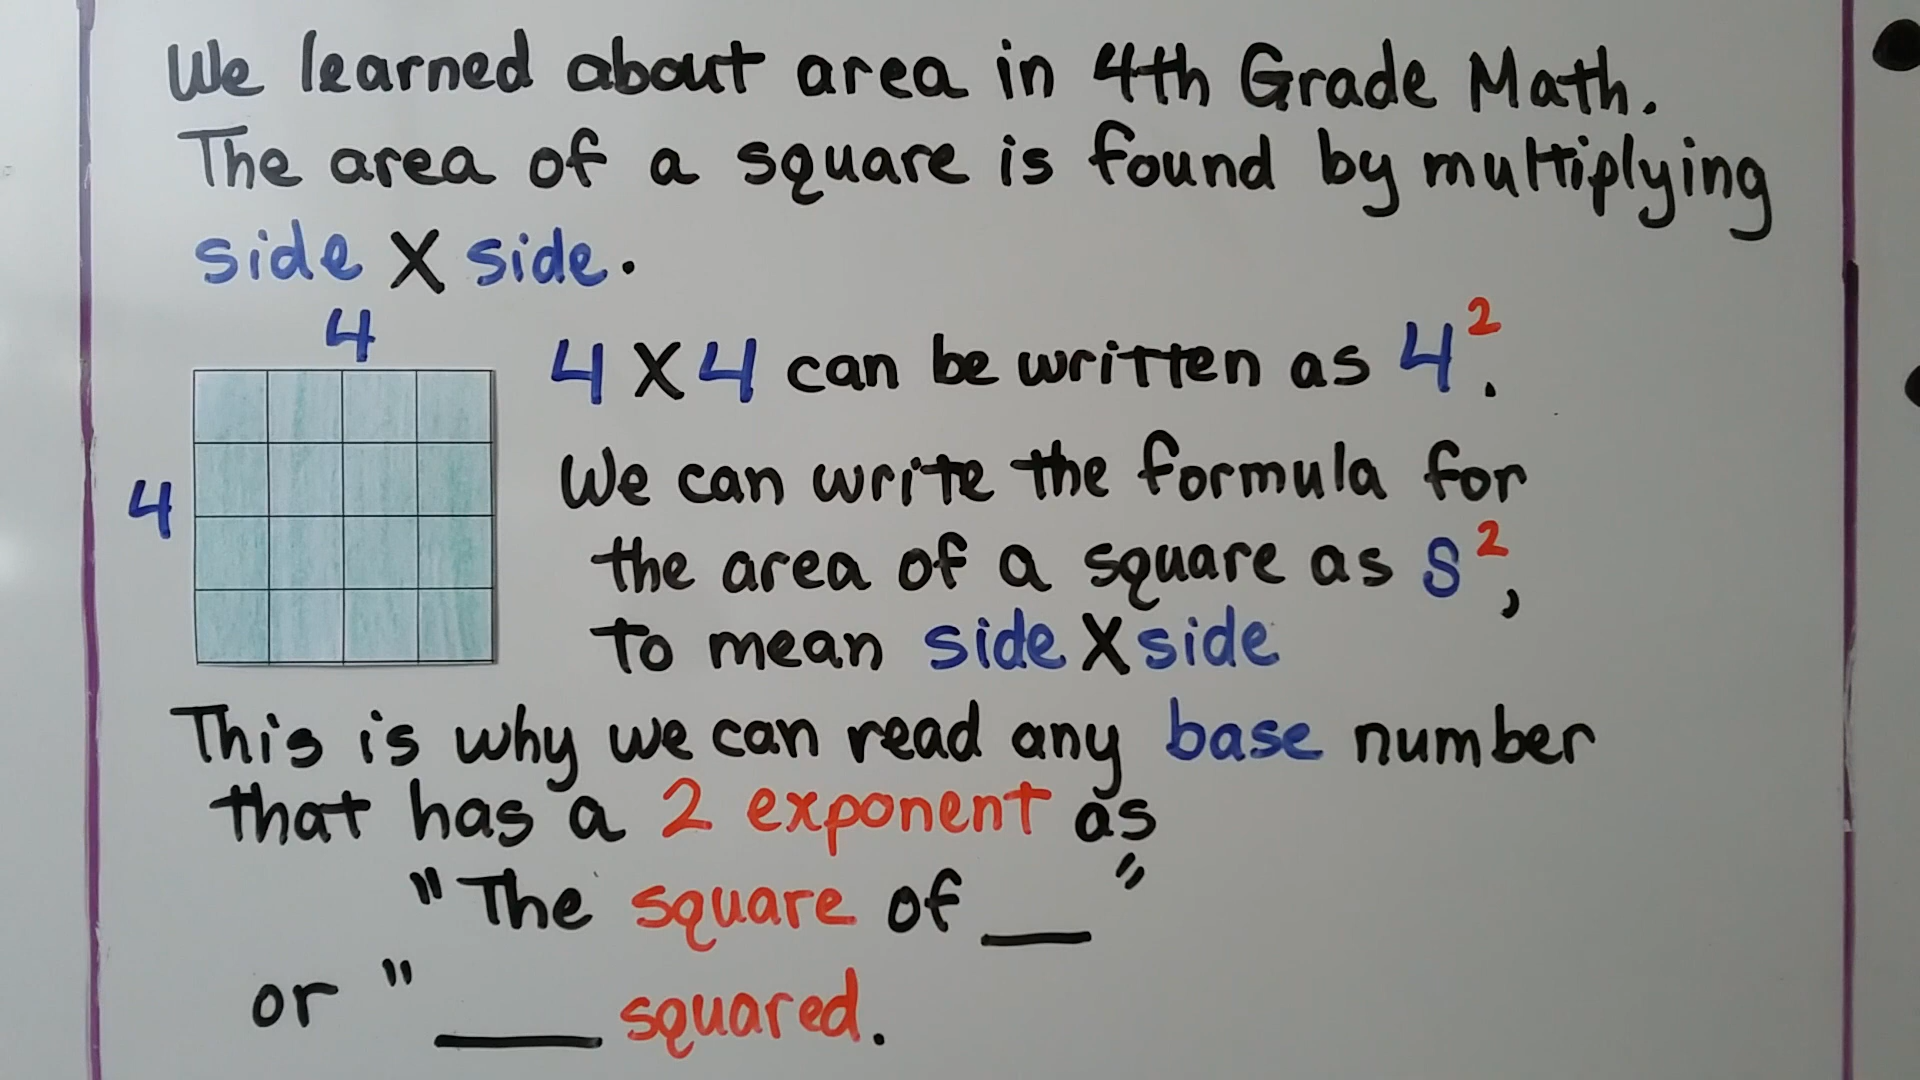 We learned about area in 4th Grade Math.
The area of a square is found by multiplying
side X side.
4
4
4 X 4 can be written as 4².
We can write the formula for
the area of a square as s²,
to mean side X side
This is why we can read any base number
that has a 2 exponent as
"The square of __"
or "___ squared.